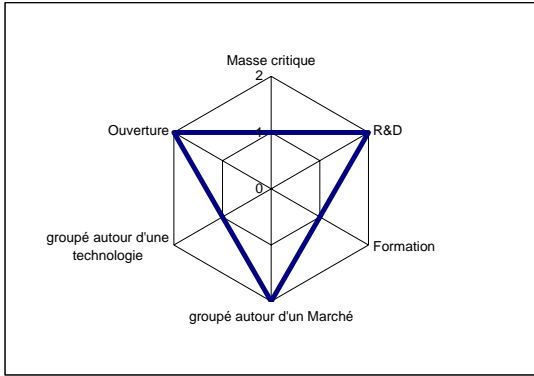 Masse critique
2
Ouverture
1
R&D
0
groupé autour d'une
technologie
Formation
groupé autour d'un Marché